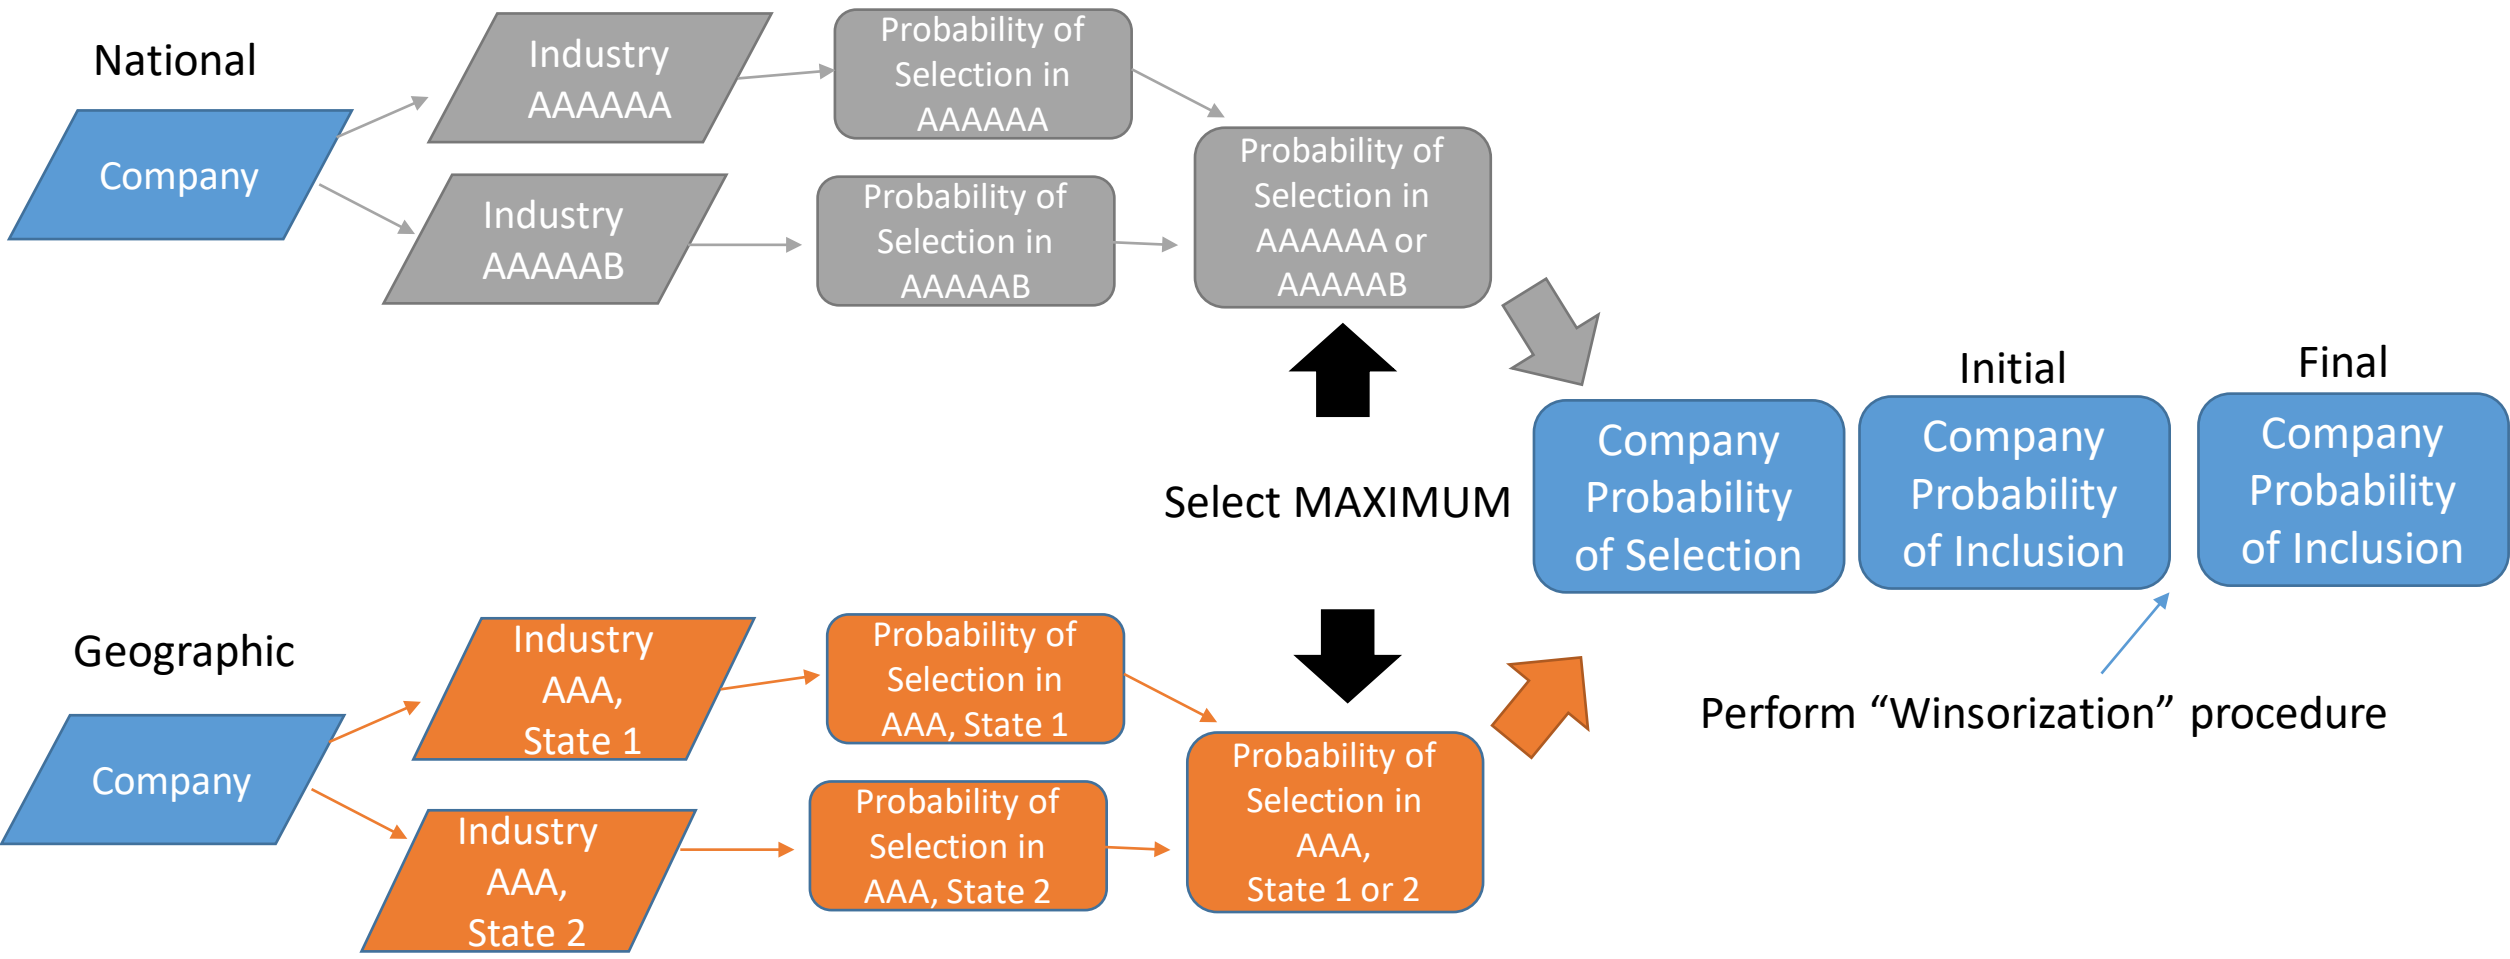 National
Company
Industry
AAAAAA
Industry
AAAAAB
Probability of
Selection in
AAAAAA
Probability of
Selection in
AAAAAB
Probability of
Selection in
AAAAAA or
AAAAAB
Select MAXIMUM
Geographic
Company
Industry
AAA,
State 1
Industry
AAA,
State 2
Probability of
Selection in
AAA, State 1
Probability of
Selection in
AAA, State 2
Probability of
Selection in
AAA,
State 1 or 2
Company
Probability
of Selection
Initial
Company
Probability
of Inclusion
Final
Company
Probability
of Inclusion
Perform “Winsorization” procedure